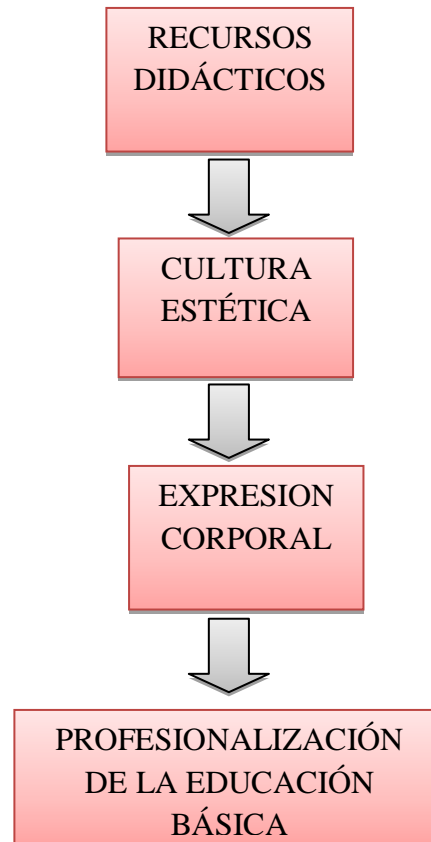 RECURSOS
DIDÁCTICOS
CULTURA
ESTÉTICA
EXPRESION
CORPORAL
PROFESIONALIZACIÓN
DE LA EDUCACIÓN
BÁSICA